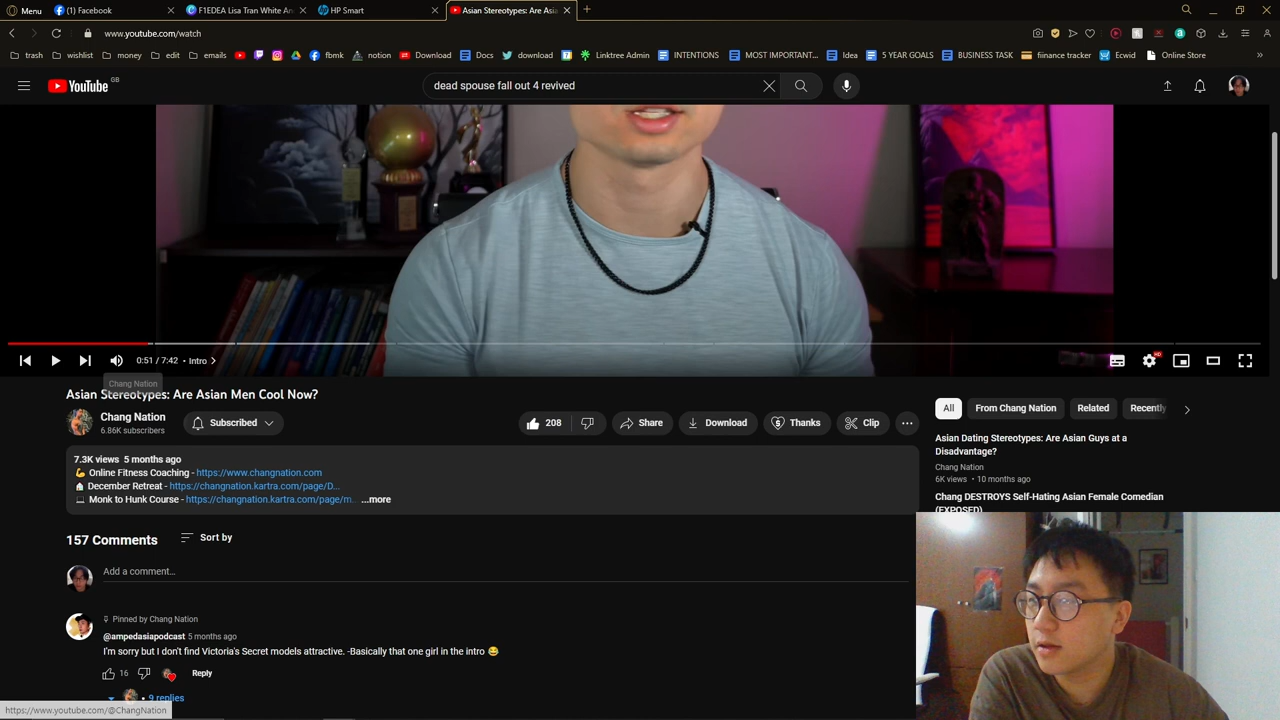 Menu
(1) Facebook
F1EDEA Lisa Tran White An
HP Smart
Asian Stereotypes: Are Asia
www.youtube.com/watch
trash
wishlist
money
edit
emails
fbmk
notion
Download
Docs
download
Linktree Admin
INTENTIONS
MOST IMPORTANT...
Idea
5 YEAR GOALS
BUSINESS TASK
fiinance tracker
Ecwid
Online Store
YouTube GB
dead spouse fall out 4 revived
0:51 / 7:42 • Intro
HD
Chang Nation
Asian Stereotypes: Are Asian Men Cool Now?
Chang Nation
6.86K subscribers
Subscribed
208
Share
Download
Thanks
Clip
7.3K views 5 months ago
💪 Online Fitness Coaching - https://www.changnation.com
🏠 December Retreat - https://changnation.kartra.com/page/D...
💻 Monk to Hunk Course - https://changnation.kartra.com/page/m... ...more
157 Comments
Sort by
Add a comment...
Pinned by Chang Nation
@ampedasiapodcast 5 months ago
I'm sorry but I don't find Victoria's Secret models attractive. -Basically that one girl in the intro 😂
16
Reply
• 9 replies
https://www.youtube.com/@ChangNation
All
From Chang Nation
Related
Recently
Asian Dating Stereotypes: Are Asian Guys at a
Disadvantage?
Chang Nation
6K views • 10 months ago
Chang DESTROYS Self-Hating Asian Female Comedian
(EXPOSED)